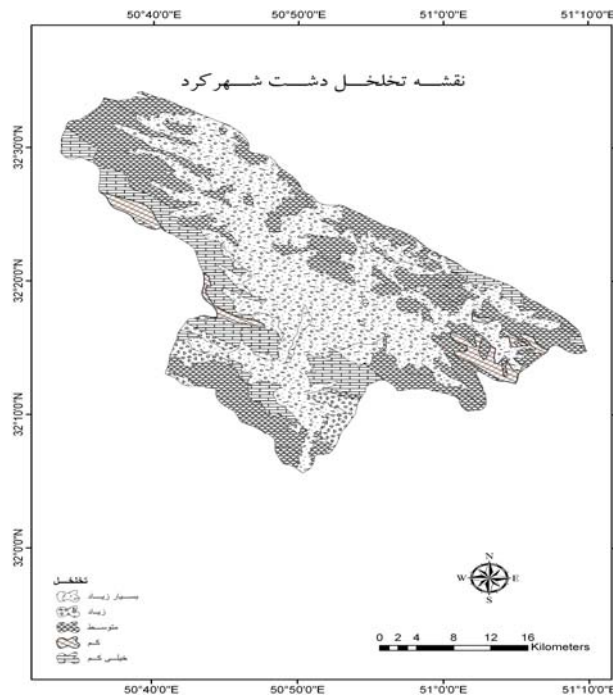 50°40'0"E 50°50'0"E 51°0'0"E 51°10'0"E
نقشه تخلخل دشت شهركرد
32°30'0"N
32°20'0"N
32°10'0"N
32°0'0"N
N
W E
S
تخلخل
بسیار زیاد
زیاد
متوسط
کم
خیلی کم
0 2 4 8 12 16
Kilometers
50°40'0"E 50°50'0"E 51°0'0"E 51°10'0"E